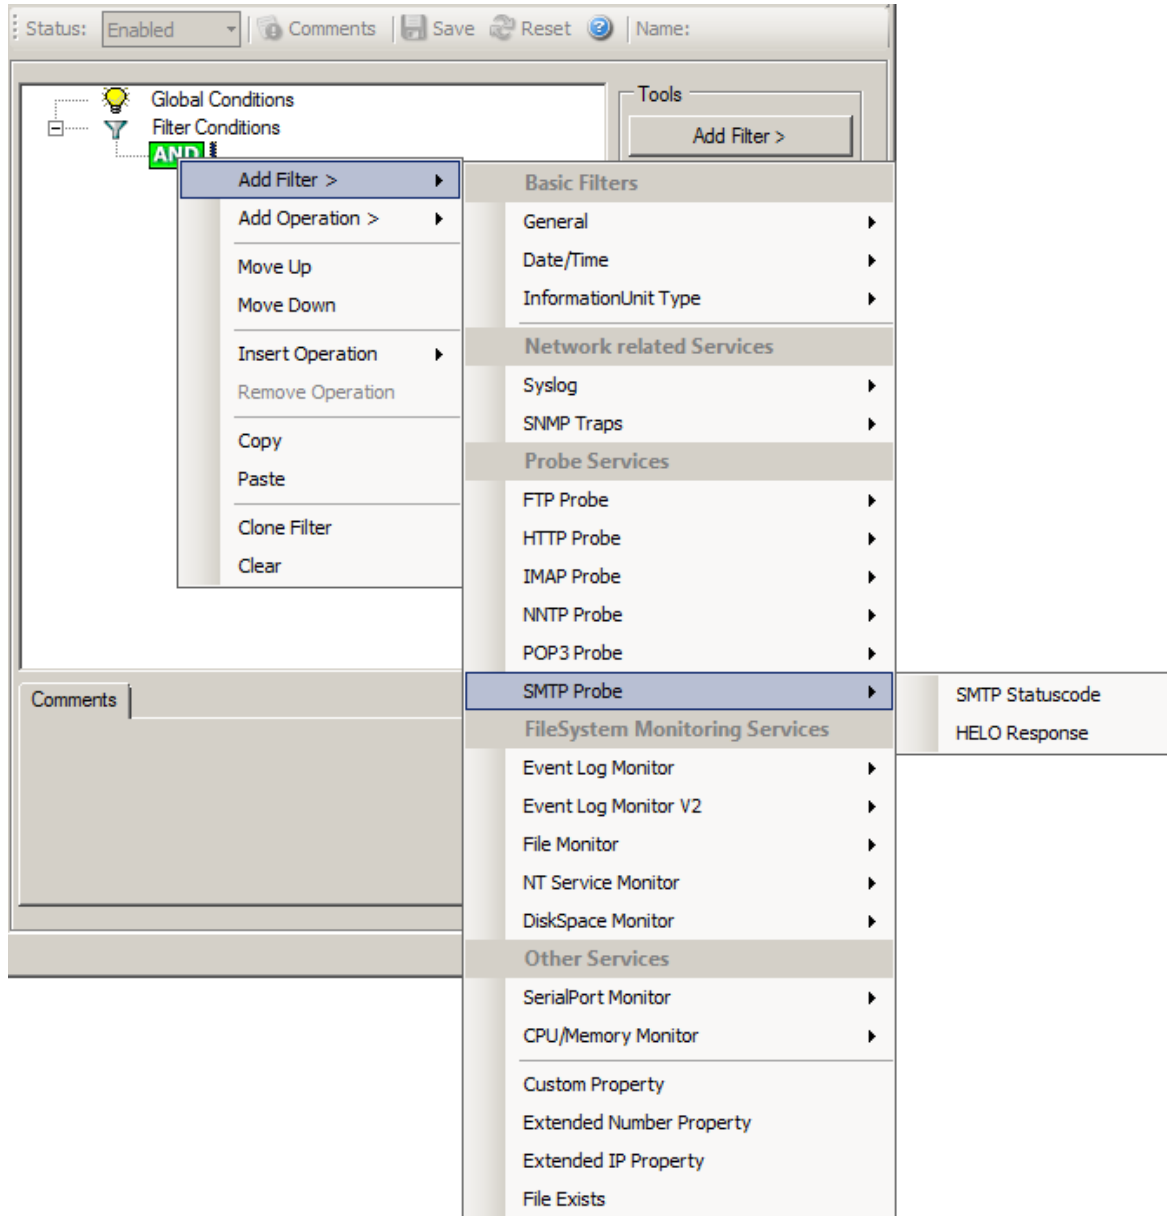 Status: Enabled Comments Save Reset Name:
Global Conditions
Filter Conditions
AND
Tools
Add Filter >
Add Filter >
Add Operation >
Move Up
Move Down
Insert Operation
Remove Operation
Copy
Paste
Clone Filter
Clear
Basic Filters
General
Date/Time
InformationUnit Type
Network related Services
Syslog
SNMP Traps
Probe Services
FTP Probe
HTTP Probe
IMAP Probe
NNTP Probe
POP3 Probe
SMTP Probe
FileSystem Monitoring Services
Event Log Monitor
Event Log Monitor V2
File Monitor
NT Service Monitor
DiskSpace Monitor
Other Services
SerialPort Monitor
CPU/Memory Monitor
Custom Property
Extended Number Property
Extended IP Property
File Exists
SMTP Statuscode
HELO Response
Comments